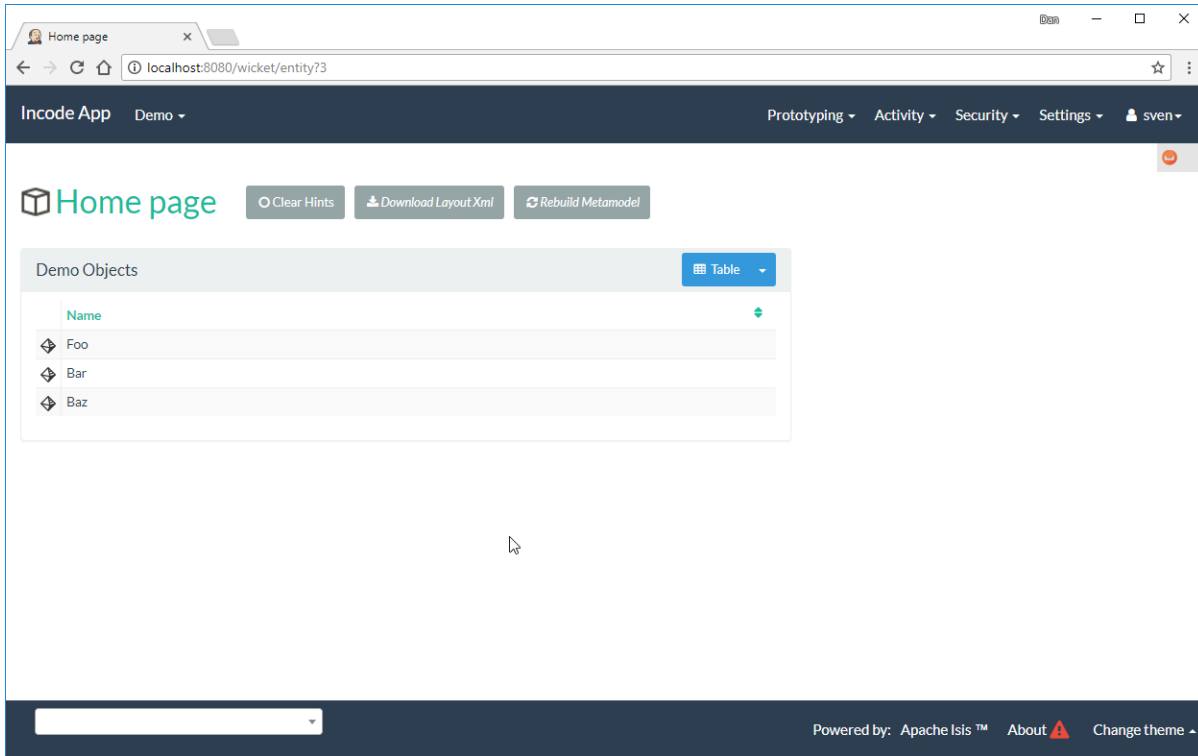 Dan
Home page
localhost:8080/wicket/entity?3
Incode App Demo Prototyping Activity Security Settings sven
Home page Clear Hints Download Layout Xml Rebuild Metamodel
Demo Objects Table
Name
Foo
Bar
Baz
Powered by: Apache Isis ™ About Change theme